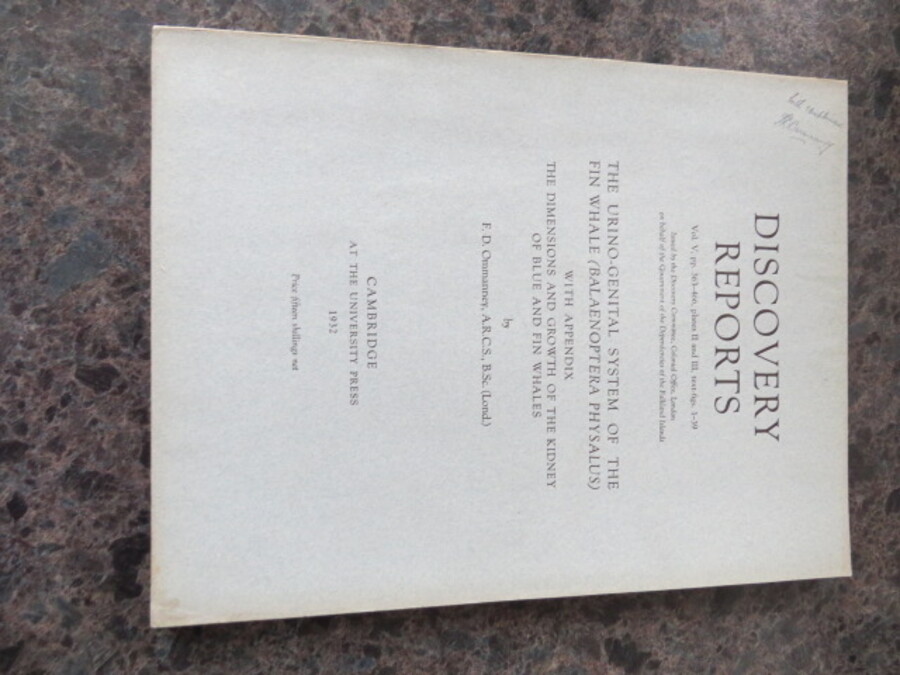 DISCOVERY
REPORTS
Vol. V, pp. 363-466, plates II and III, text-figs. 1-39
Issued by the Discovery Committee, Colonial Office, London
on behalf of the Government of the Dependencies of the Falkland Islands
THE URINO-GENITAL SYSTEM OF THE
FIN WHALE (BALAENOPTERA PHYSALUS)
WITH APPENDIX
THE DIMENSIONS AND GROWTH OF THE KIDNEY
OF BLUE AND FIN WHALES
by
F. D. Ommanney, A.R.C.S., B.Sc. (Lond.)
CAMBRIDGE
AT THE UNIVERSITY PRESS
1932
Price fifteen shillings net